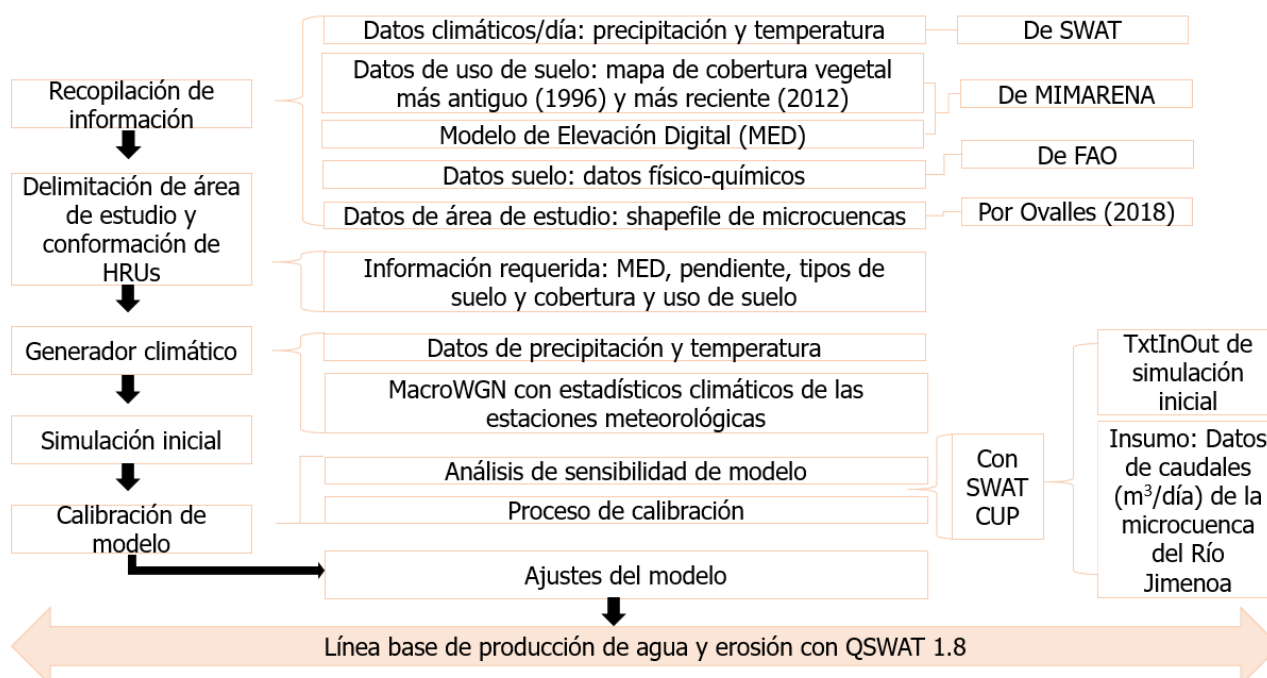 Recopilación de
información
Datos climáticos/día: precipitación y temperatura
De SWAT
Datos de uso de suelo: mapa de cobertura vegetal
más antiguo (1996) y más reciente (2012)
De MIMARENA
Modelo de Elevación Digital (MED)
Datos suelo: datos físico-químicos
De FAO
Datos de área de estudio: shapefile de microcuencas
Por Ovalles (2018)
Delimitación de área
de estudio y
conformación de
HRUs
Información requerida: MED, pendiente, tipos de
suelo y cobertura y uso de suelo
Generador climático
Datos de precipitación y temperatura
MacroWGN con estadísticos climáticos de las
estaciones meteorológicas
Simulación inicial
Calibración de
modelo
Análisis de sensibilidad de modelo
Proceso de calibración
Con
SWAT
CUP
TxtInOut de
simulación
inicial
Insumo: Datos
de caudales
(m³/día) de la
microcuenca
del Río
Jimenoa
Ajustes del modelo
Línea base de producción de agua y erosión con QSWAT 1.8